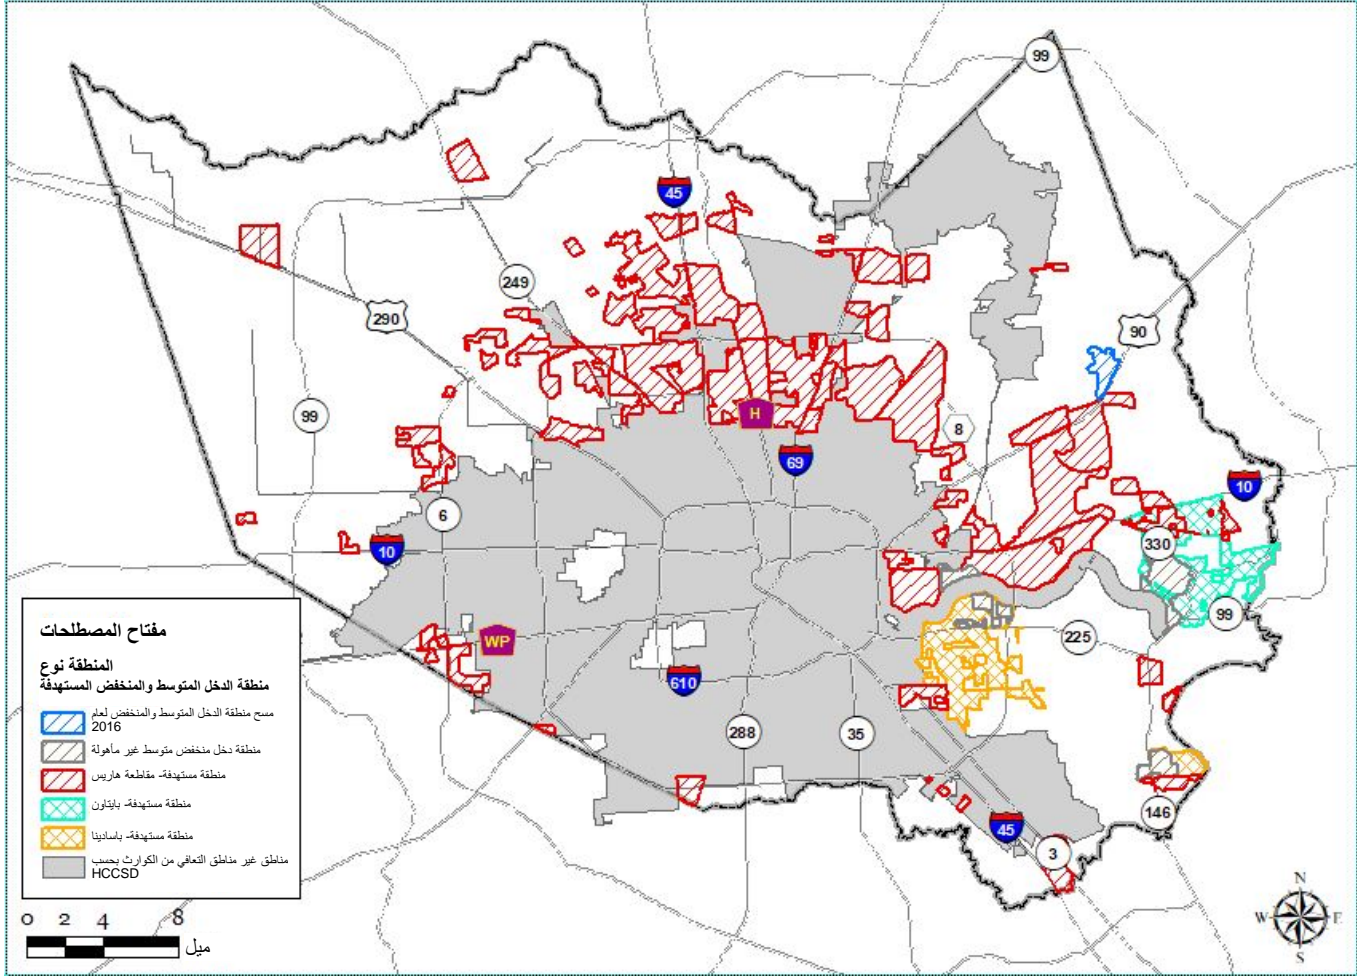 99
45
249
290
90
99
H
8
69
10
6
330
10
99
WP
225
610
288
35
146
45
3
مفتاح المصطلحات
المنطقة نوع
منطقة الدخل المتوسط والمنخفض المستهدفة
مسح منطقة الدخل المتوسط والمنخفض لعام
2016
منطقة دخل منخفض متوسط غير مأهولة
منطقة مستهدفة- مقاطعة هاريس
منطقة مستهدفة- بايتاون
منطقة مستهدفة- باسادينا
مناطق غير مناطق التعافي من الكوارث بحسب
HCCSD
0 2 4 8
ميل
N
W E
S